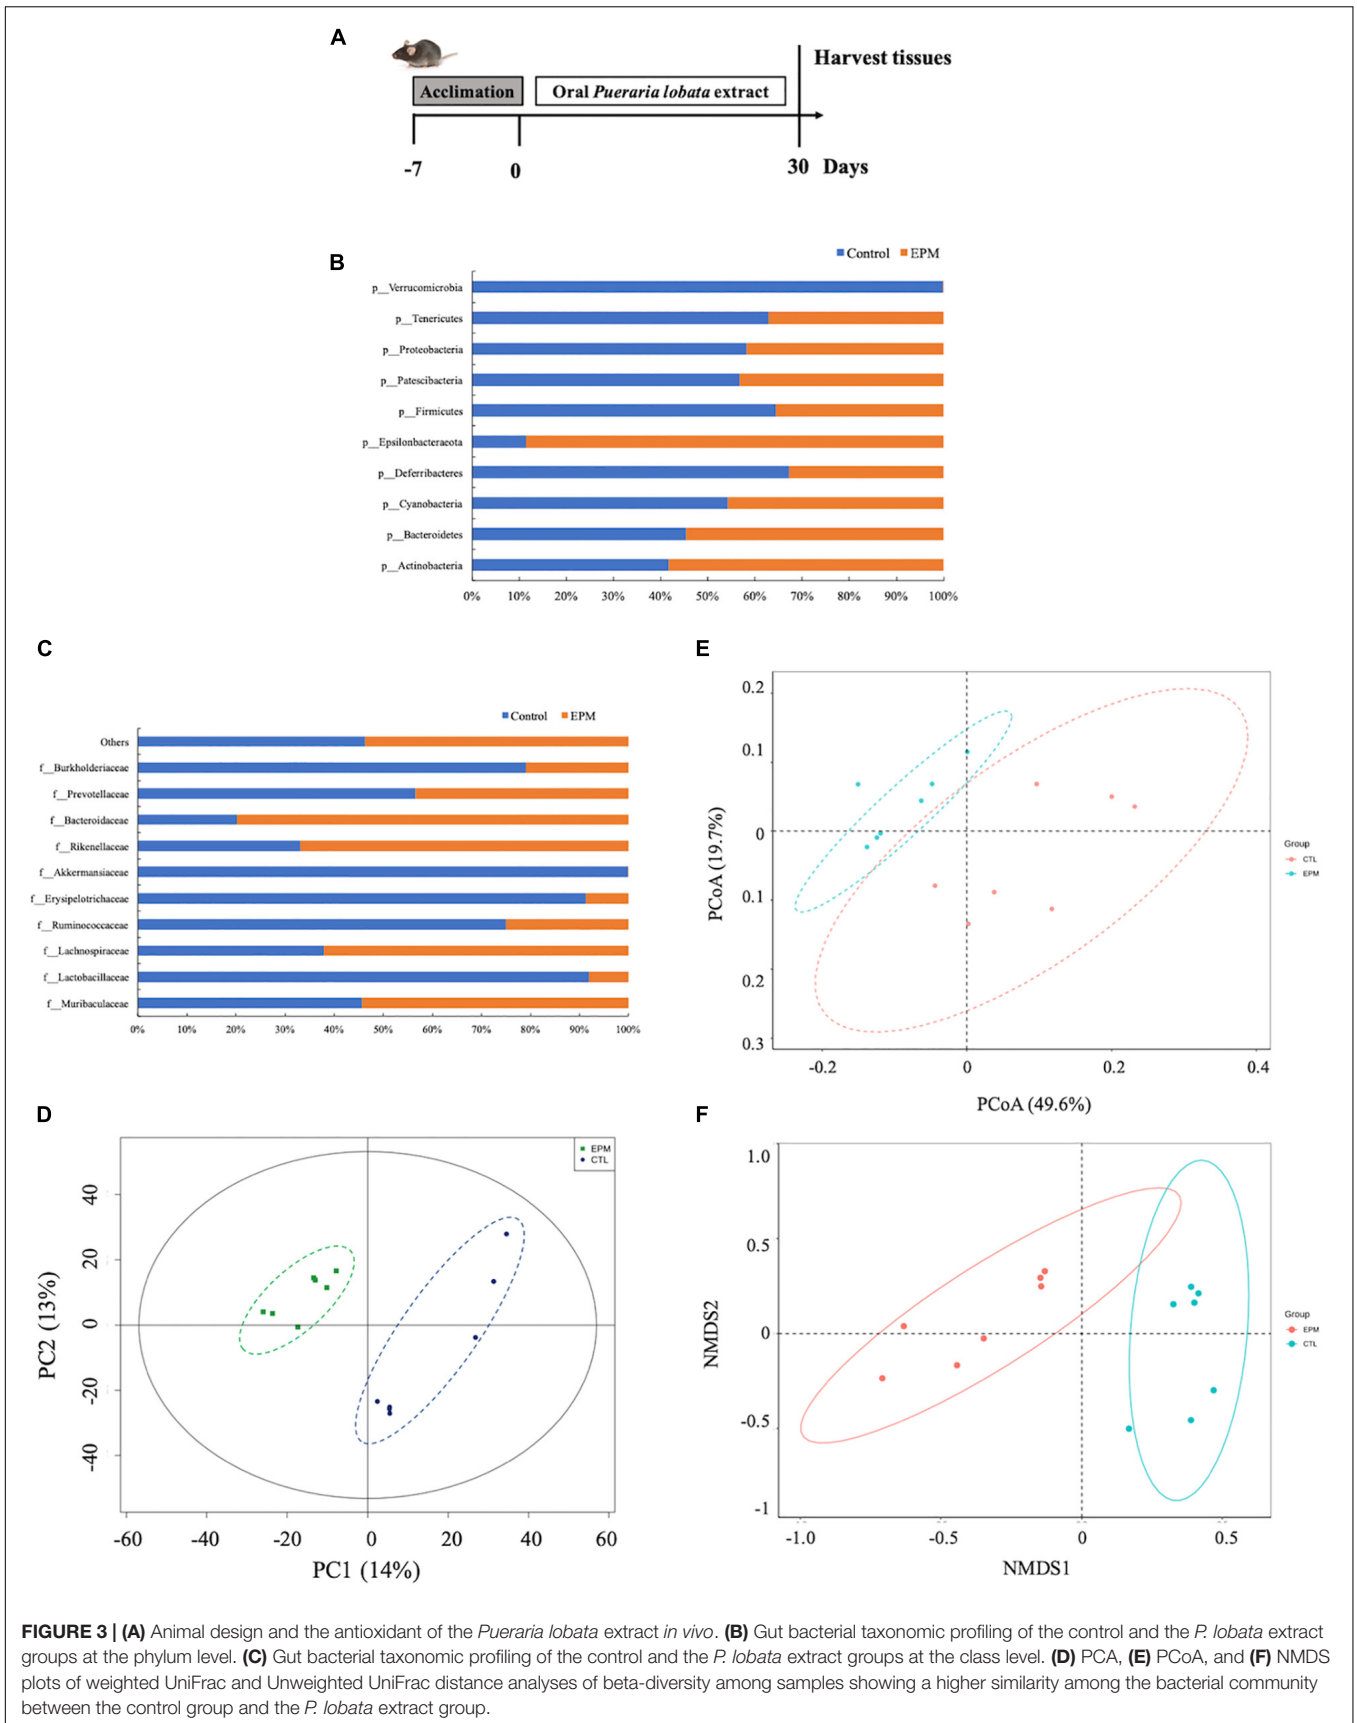 A
Harvest tissues
Acclimation
Oral Pueraria lobata extract
-7
0
30 Days
B
Control EPM
p__Verrucomicrobia
p__Tenericutes
p__Proteobacteria
p__Patescibacteria
p__Firmicutes
p__Epsilonbacteraeota
p__Deferribacteres
p__Cyanobacteria
p__Bacteroidetes
p__Actinobacteria
0% 10% 20% 30% 40% 50% 60% 70% 80% 90% 100%
C
Control EPM
Others
f__Burkholderiaceae
f__Prevotellaceae
f__Bacteroidaceae
f__Rikenellaceae
f__Akkermansiaceae
f__Erysipelotrichaceae
f__Ruminococcaceae
f__Lachnospiraceae
f__Lactobacillaceae
f__Muribaculaceae
0% 10% 20% 30% 40% 50% 60% 70% 80% 90% 100%
E
0.2
0.1
0
0.1
0.2
0.3
PCoA (19.7%)
-0.2 0 0.2 0.4
PCoA (49.6%)
Group
CTL
EPM
D
EPM
CTL
40
20
0
-20
-40
PC2 (13%)
-60 -40 -20 0 20 40 60
PC1 (14%)
F
1.0
0.5
0
-0.5
-1
NMDS2
-1.0 -0.5 0 0.5
NMDS1
Group
EPM
CTL
FIGURE 3 | (A) Animal design and the antioxidant of the Pueraria lobata extract in vivo. (B) Gut bacterial taxonomic profiling of the control and the P. lobata extract
groups at the phylum level. (C) Gut bacterial taxonomic profiling of the control and the P. lobata extract groups at the class level. (D) PCA, (E) PCoA, and (F) NMDS
plots of weighted UniFrac and Unweighted UniFrac distance analyses of beta-diversity among samples showing a higher similarity among the bacterial community
between the control group and the P. lobata extract group.